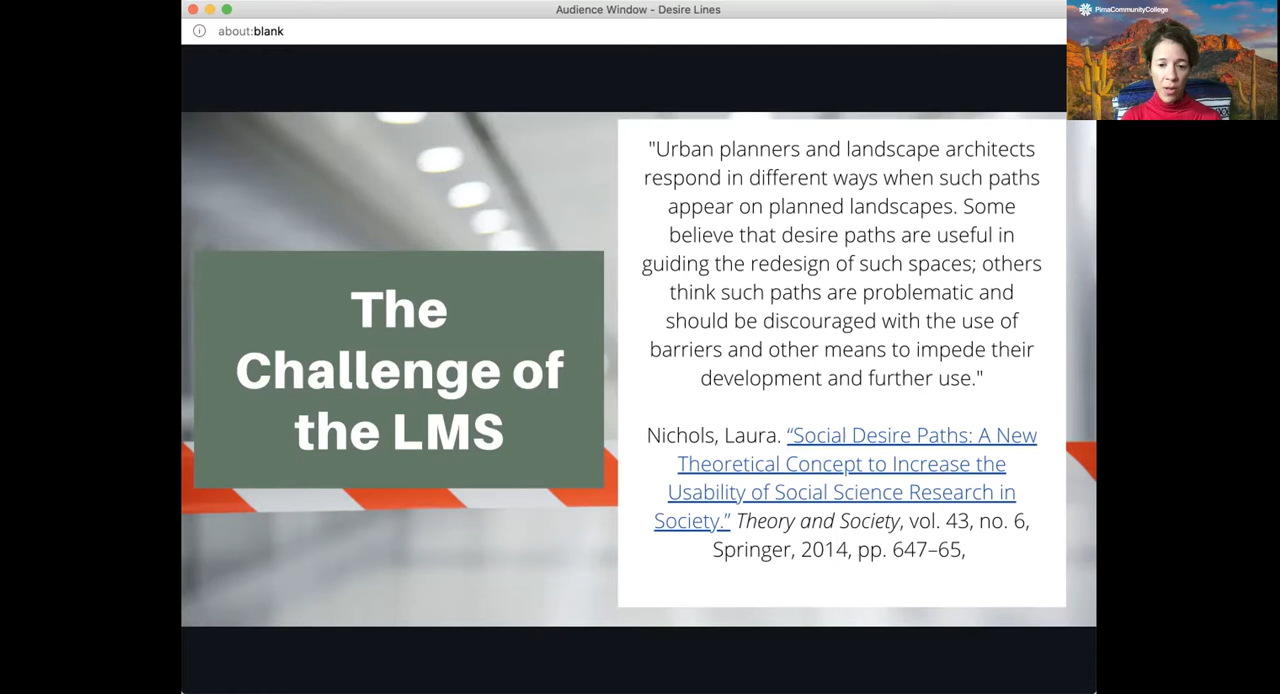 Audience Window - Desire Lines
about:blank
PimaCommunityCollege
The
Challenge of
the LMS
"Urban planners and landscape architects
respond in different ways when such paths
appear on planned landscapes. Some
believe that desire paths are useful in
guiding the redesign of such spaces; others
think such paths are problematic and
should be discouraged with the use of
barriers and other means to impede their
development and further use."
Nichols, Laura. “Social Desire Paths: A New
Theoretical Concept to Increase the
Usability of Social Science Research in
Society.” Theory and Society, vol. 43, no. 6,
Springer, 2014, pp. 647–65,